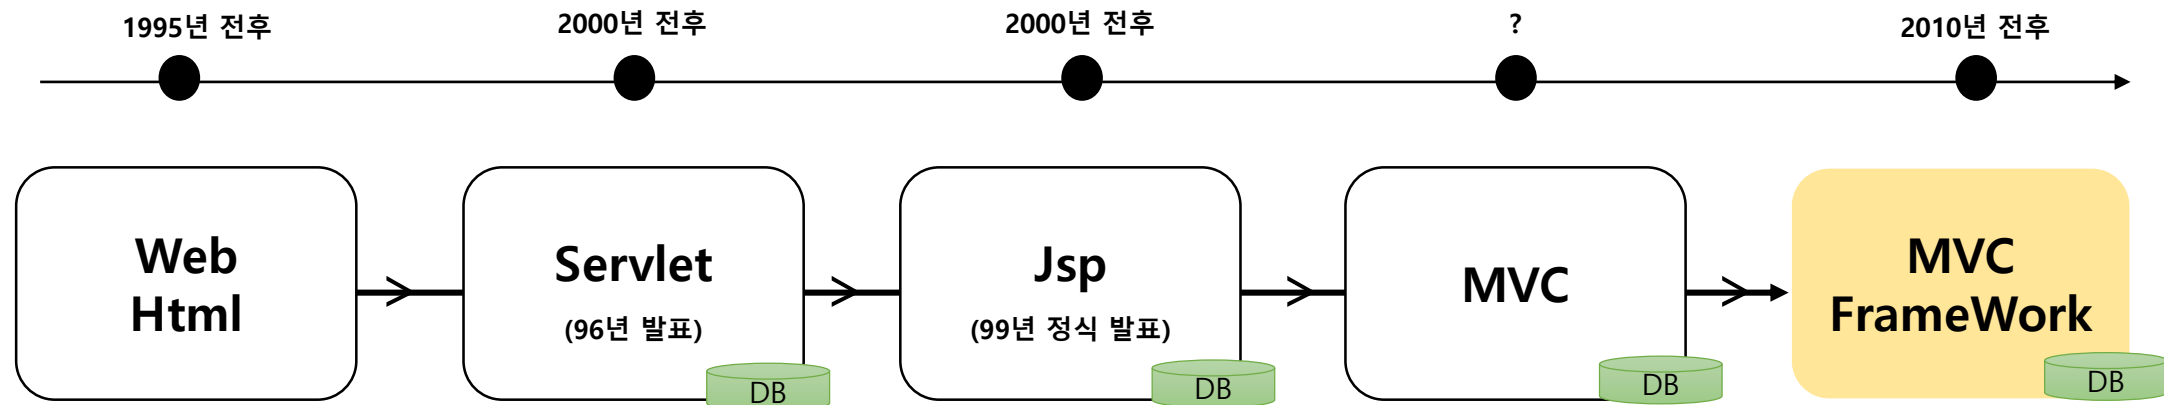 1995년 전후
2000년 전후
2000년 전후
?
2010년 전후
Web
Html
Servlet
(96년 발표)
DB
Jsp
(99년 정식 발표)
DB
MVC
DB
MVC
FrameWork
DB